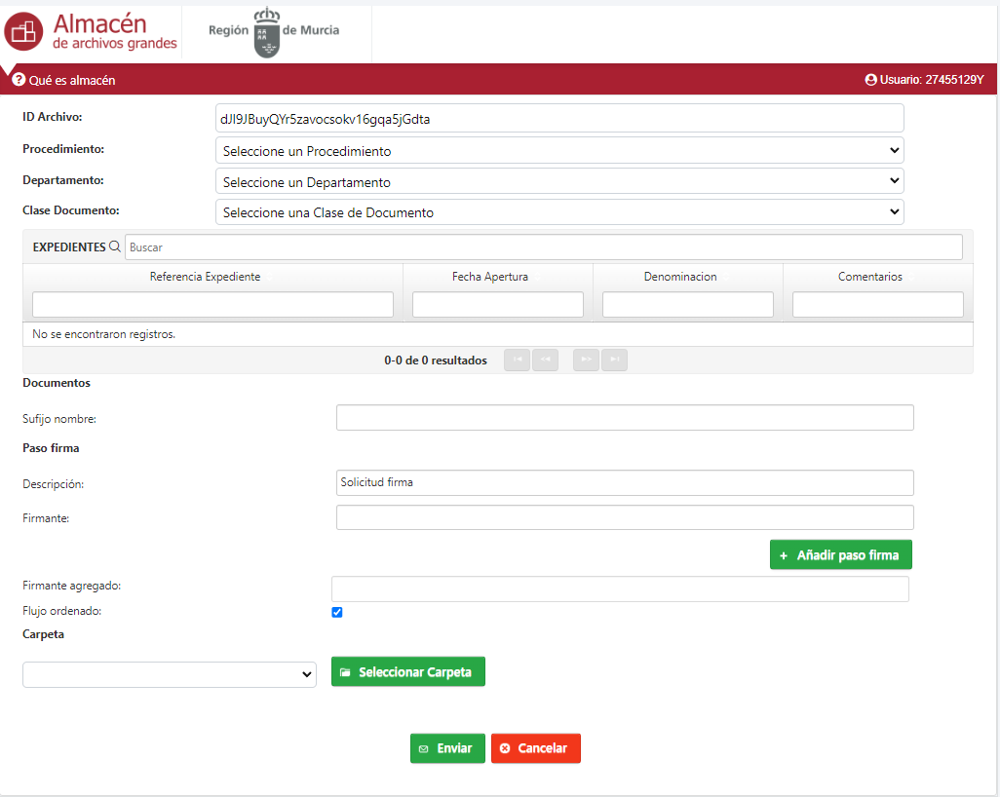 Almacén
de archivos grandes
Región de Murcia
Qué es almacén
Usuario: 27455129Y
ID Archivo:
dJI9JBuyQYr5zavocsokv16gqa5jGdta
Procedimiento:
Seleccione un Procedimiento
Departamento:
Seleccione un Departamento
Clase Documento:
Seleccione una Clase de Documento
EXPEDIENTES
Buscar
Referencia Expediente
Fecha Apertura
Denominacion
Comentarios
No se encontraron registros.
0-0 de 0 resultados
Documentos
Sufijo nombre:
Paso firma
Descripción:
Solicitud firma
Firmante:
+ Añadir paso firma
Firmante agregado:
Flujo ordenado:
Carpeta
Seleccionar Carpeta
Enviar
Cancelar